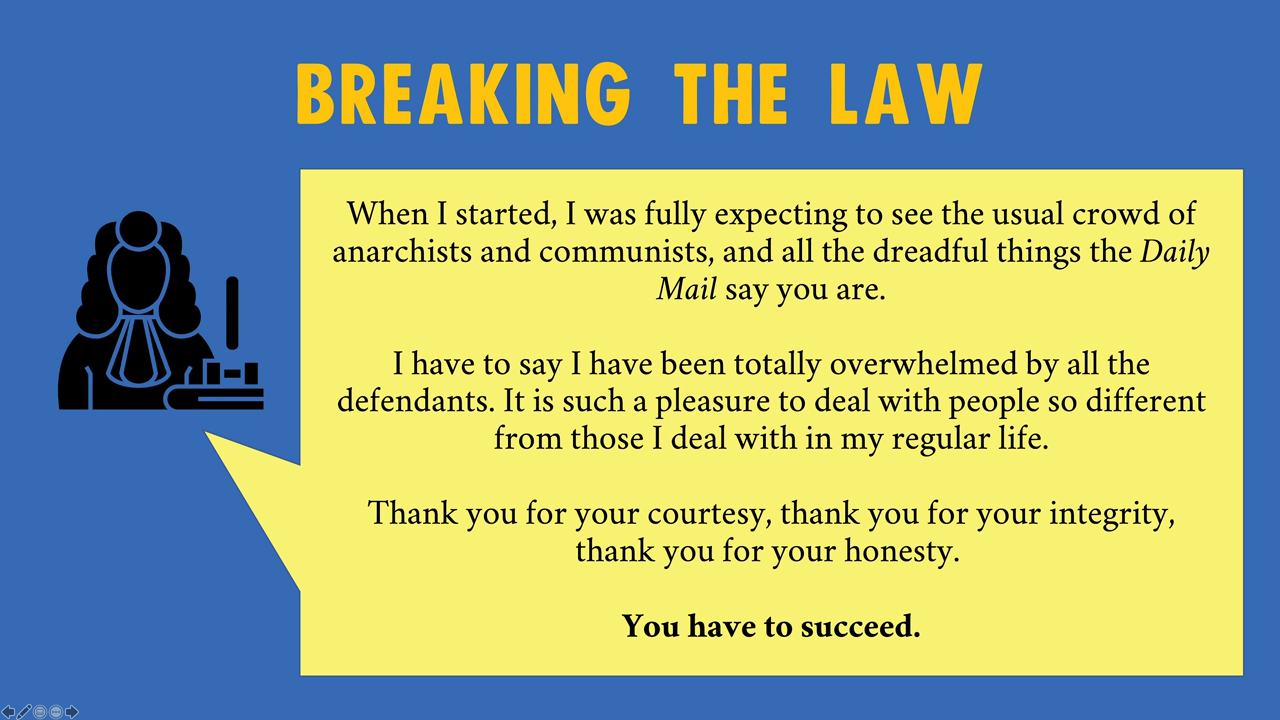 BREAKING THE LAW
When I started, I was fully expecting to see the usual crowd of
anarchists and communists, and all the dreadful things the Daily
Mail say you are.
I have to say I have been totally overwhelmed by all the
defendants. It is such a pleasure to deal with people so different
from those I deal with in my regular life.
Thank you for your courtesy, thank you for your integrity,
thank you for your honesty.
You have to succeed.